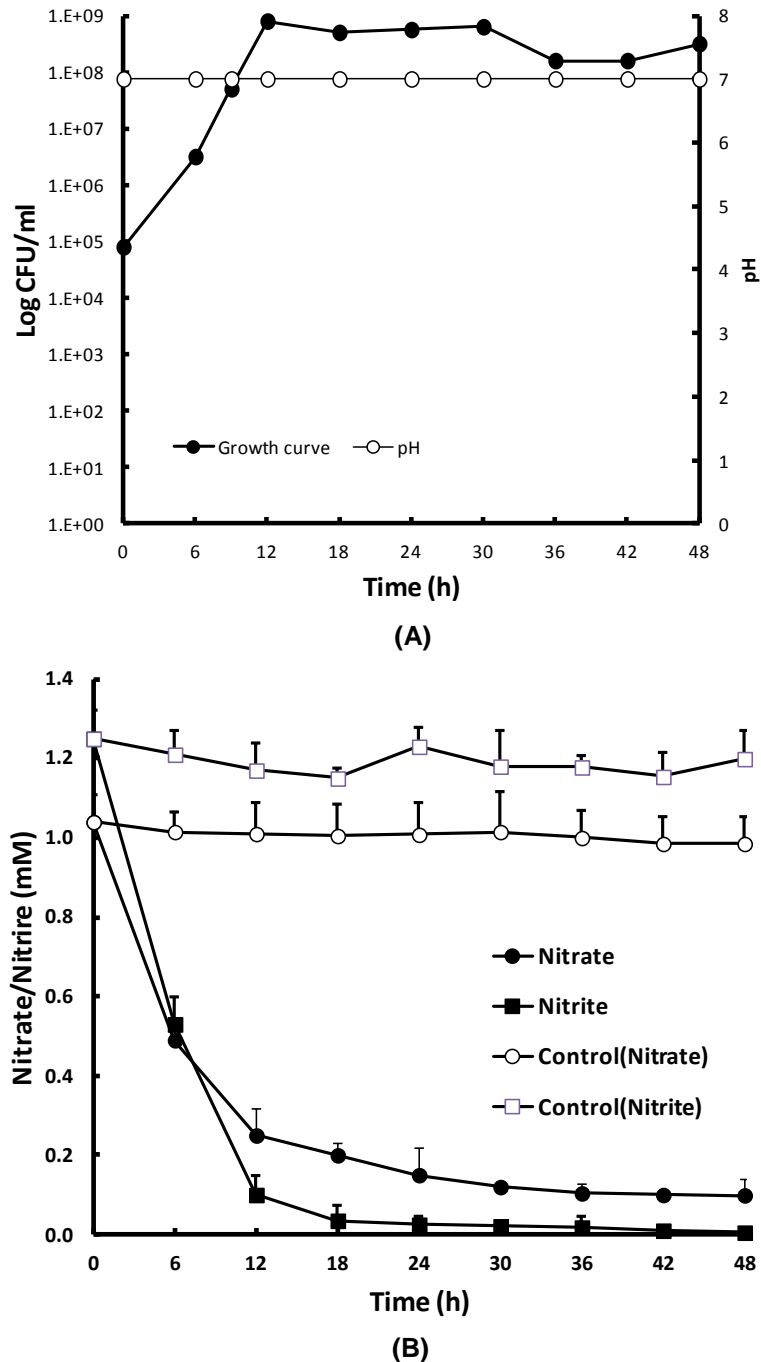 1.E+09
1.E+08
1.E+07
1.E+06
1.E+05
1.E+04
1.E+03
1.E+02
1.E+01
1.E+00
Log CFU/ml
8
7
6
5
4
3
2
1
0
pH
Growth curve pH
0 6 12 18 24 30 36 42 48
Time (h)
(A)
1.4
1.2
1.0
0.8
0.6
0.4
0.2
0.0
Nitrate/Nitrire (mM)
Nitrate
Nitrite
Control(Nitrate)
Control(Nitrite)
0 6 12 18 24 30 36 42 48
Time (h)
(B)